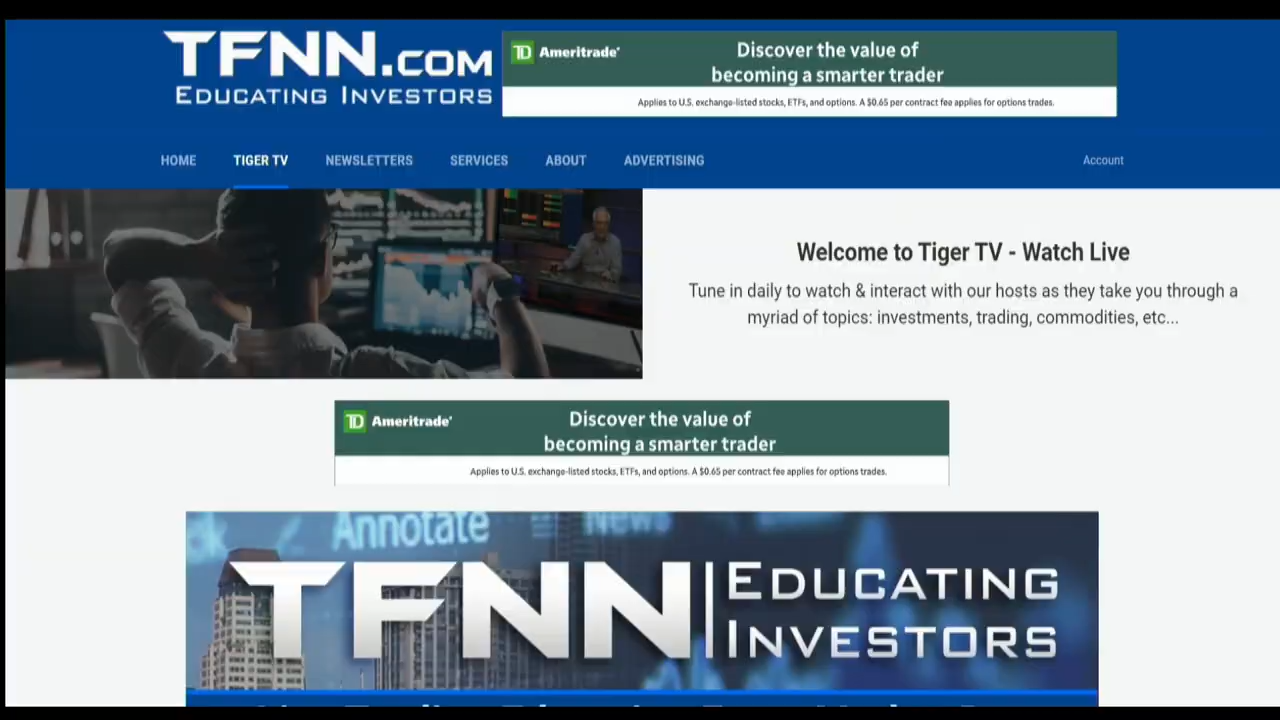 TFNN.COM
EDUCATING INVESTORS
TD Ameritrade
Discover the value of
becoming a smarter trader
Applies to U.S. exchange-listed stocks, ETFs, and options. A $0.65 per contract fee applies for options trades.
HOME TIGER TV NEWSLETTERS SERVICES ABOUT ADVERTISING Account
Welcome to Tiger TV - Watch Live
Tune in daily to watch & interact with our hosts as they take you through a
myriad of topics: investments, trading, commodities, etc...
TD Ameritrade
Discover the value of
becoming a smarter trader
Applies to U.S. exchange-listed stocks, ETFs, and options. A $0.65 per contract fee applies for options trades.
Annotate News
TFNN EDUCATING
INVESTORS